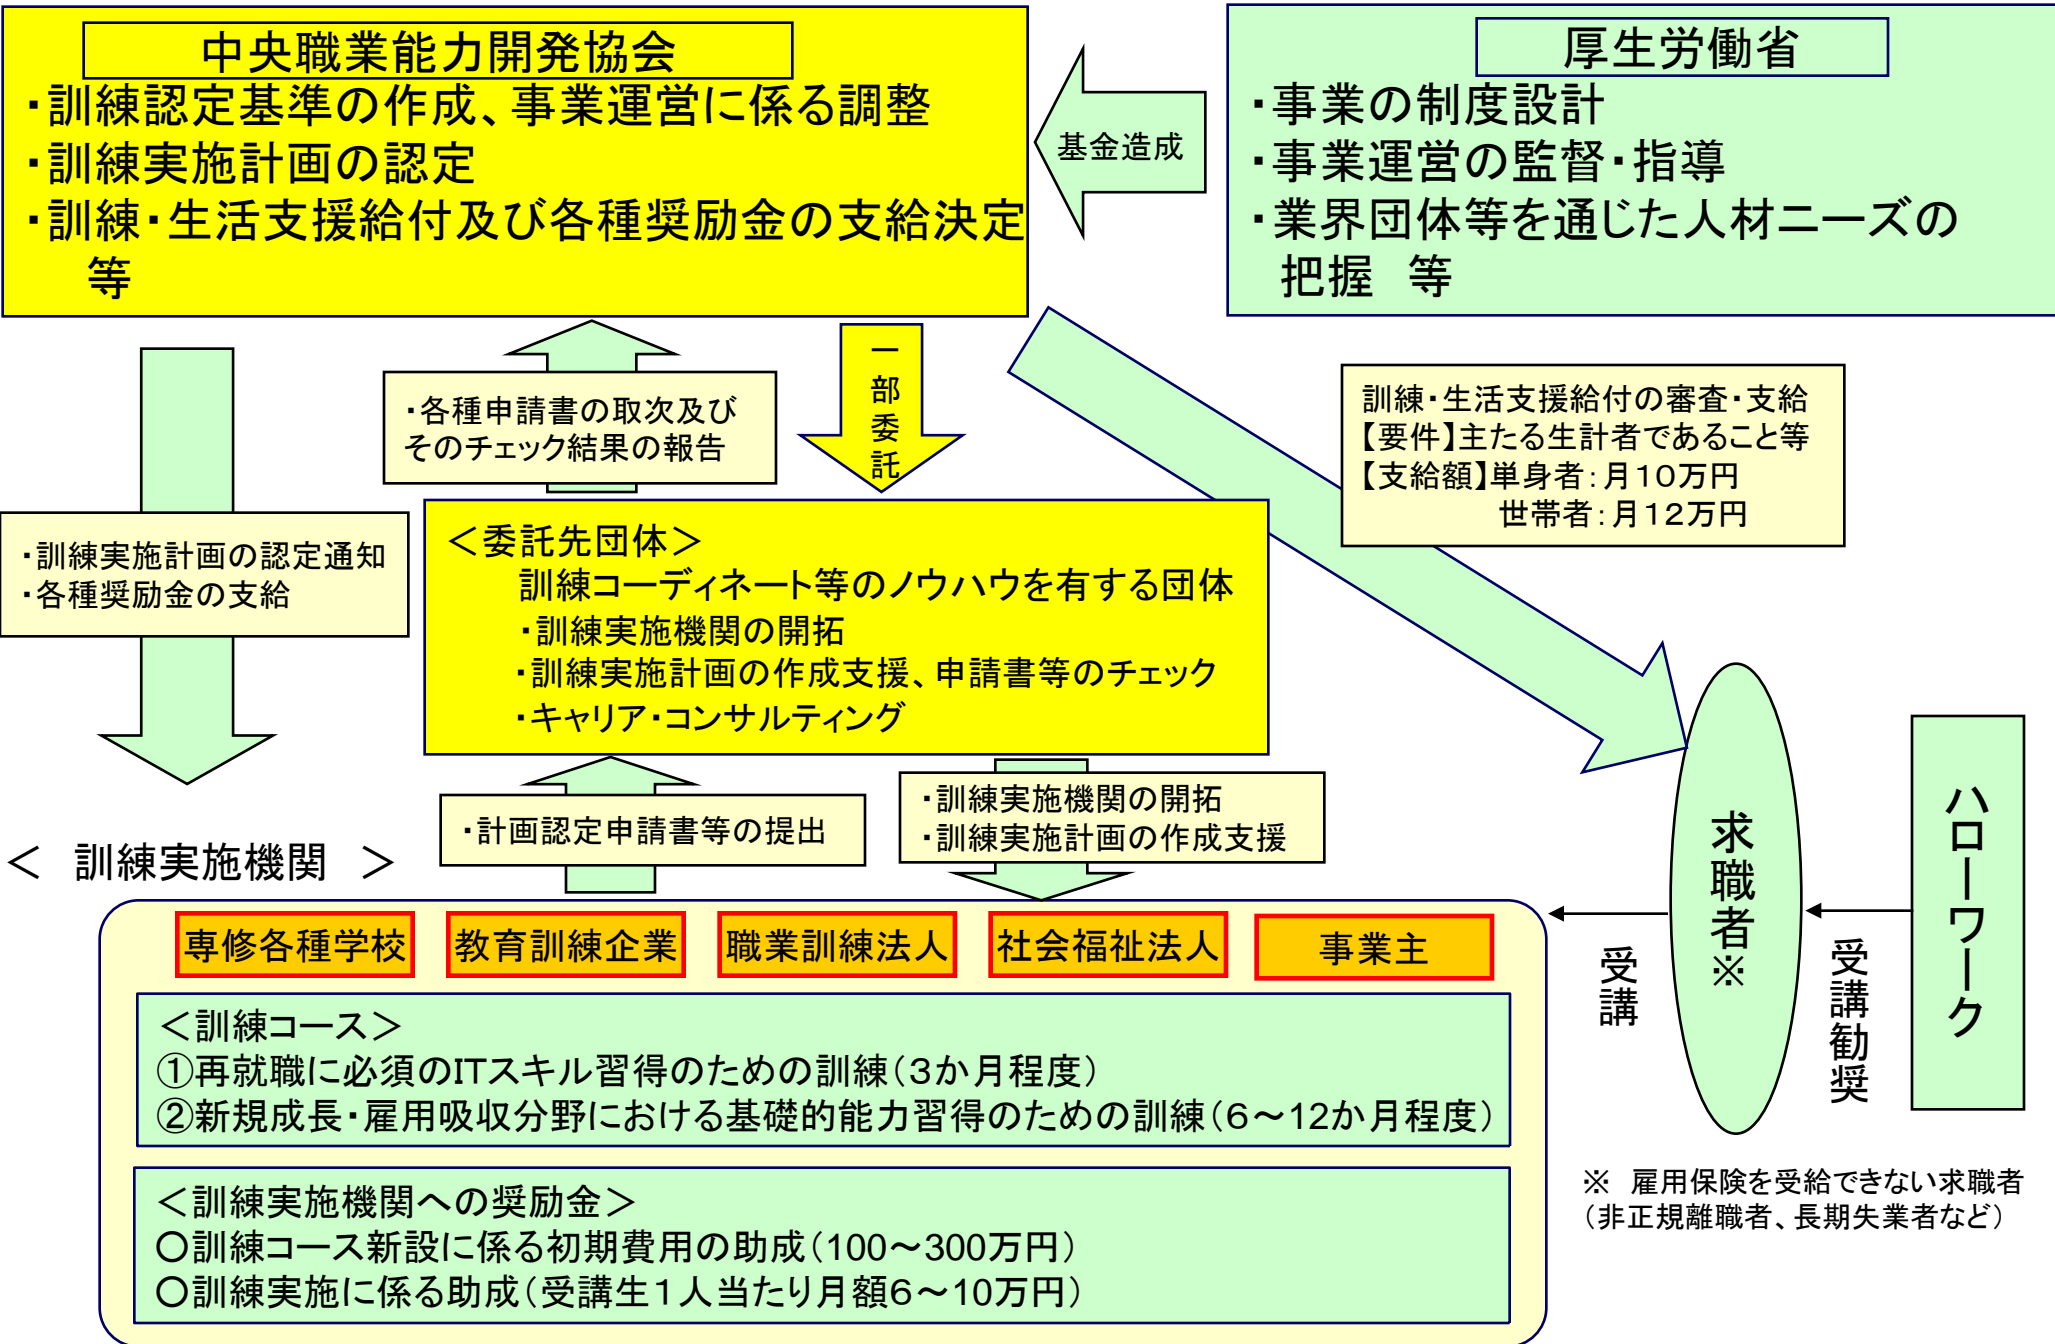 中央職業能力開発協会
・訓練認定基準の作成、事業運営に係る調整
・訓練実施計画の認定
・訓練・生活支援給付及び各種奨励金の支給決定
等
基金造成
厚生労働省
・事業の制度設計
・事業運営の監督・指導
・業界団体等を通じた人材ニーズの
把握　等
・各種申請書の取次及び
そのチェック結果の報告
一部委託
訓練・生活支援給付の審査・支給
【要件】主たる生計者であること等
【支給額】単身者：月１０万円
世帯者：月１２万円
・訓練実施計画の認定通知
・各種奨励金の支給
＜委託先団体＞
訓練コーディネート等のノウハウを有する団体
・訓練実施機関の開拓
・訓練実施計画の作成支援、申請書等のチェック
・キャリア・コンサルティング
・計画認定申請書等の提出
・訓練実施機関の開拓
・訓練実施計画の作成支援
＜　訓練実施機関　＞
専修各種学校
教育訓練企業
職業訓練法人
社会福祉法人
事業主
＜訓練コース＞
①再就職に必須のITスキル習得のための訓練（３か月程度）
②新規成長・雇用吸収分野における基礎的能力習得のための訓練（６～12か月程度）
＜訓練実施機関への奨励金＞
○訓練コース新設に係る初期費用の助成（100～300万円）
○訓練実施に係る助成（受講生１人当たり月額６～10万円）
受講
求職者※
受講勧奨
ハローワーク
※　雇用保険を受給できない求職者
（非正規離職者、長期失業者など）